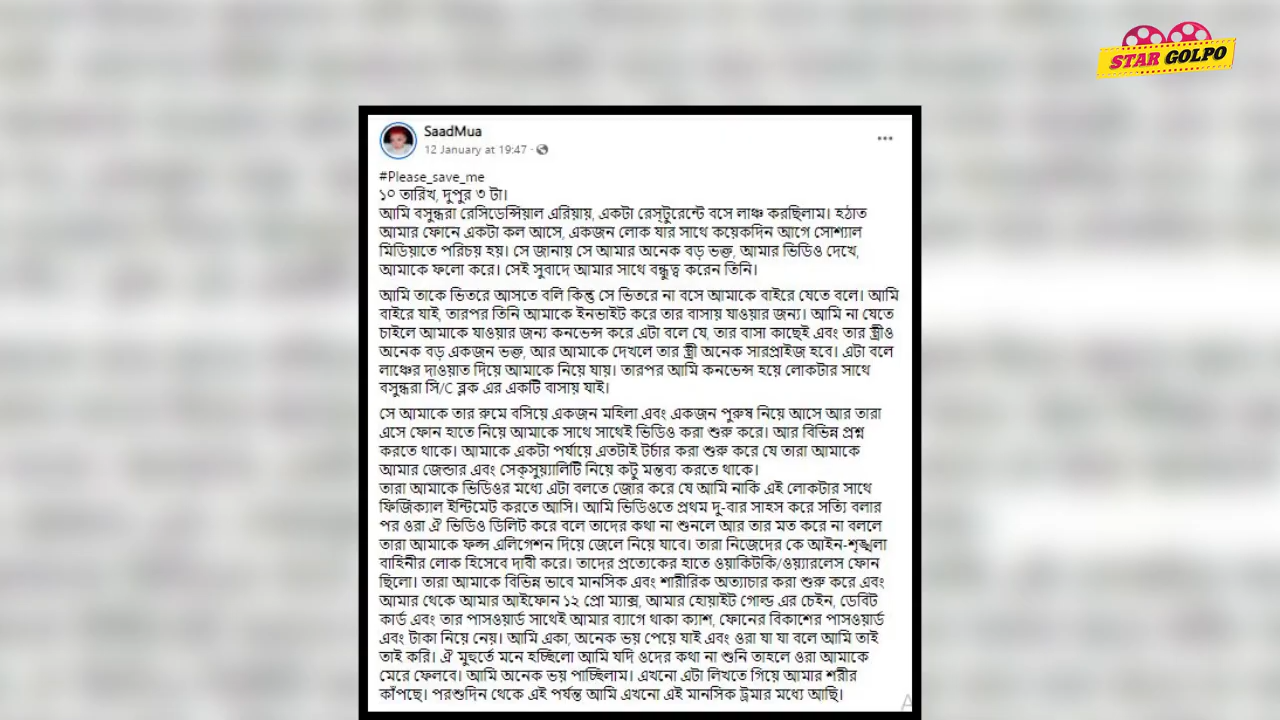 STAR GOLPO
SaadMua
12 January at 19:47 ·
#Please_save_me
১০ তারিখ, দুপুর ৩ টা।
আমি বসুন্ধরা রেসিডেন্সিয়াল এরিয়ায়, একটা রেস্টুরেন্টে বসে লাঞ্চ করছিলাম। হঠাত
আমার ফোনে একটা কল আসে, একজন লোক যার সাথে কয়েকদিন আগে সোশ্যাল
মিডিয়াতে পরিচয় হয়। সে জানায় সে আমার অনেক বড় ভক্ত, আমার ভিডিও দেখে,
আমাকে ফলো করে। সেই সুবাদে আমার সাথে বন্ধুত্ব করেন তিনি।
আমি তাকে ভিতরে আসতে বলি কিন্তু সে ভিতরে না বসে আমাকে বাইরে যেতে বলে। আমি
বাইরে যাই, তারপর তিনি আমাকে ইনভাইট করে তার বাসায় যাওয়ার জন্য। আমি না যেতে
চাইলে আমাকে যাওয়ার জন্য কনভেন্স করে এটা বলে যে, তার বাসা কাছেই এবং তার স্ত্রীও
অনেক বড় একজন ভক্ত, আর আমাকে দেখলে তার স্ত্রী অনেক সারপ্রাইজ হবে। এটা বলে
লাঞ্চের দাওয়াত দিয়ে আমাকে নিয়ে যায়। তারপর আমি কনভেন্স হয়ে লোকটার সাথে
বসুন্ধরা সি/C ব্লক এর একটি বাসায় যাই।
সে আমাকে তার রুমে বসিয়ে একজন মহিলা এবং একজন পুরুষ নিয়ে আসে আর তারা
এসে ফোন হাতে নিয়ে আমাকে সাথে সাথেই ভিডিও করা শুরু করে। আর বিভিন্ন প্রশ্ন
করতে থাকে। আমাকে একটা পর্যায়ে এতটাই টর্চার করা শুরু করে যে তারা আমাকে
আমার জেন্ডার এবং সেক্সুয়্যালিটি নিয়ে কটু মন্তব্য করতে থাকে।
তারা আমাকে ভিডিওর মধ্যে এটা বলতে জোর করে যে আমি নাকি এই লোকটার সাথে
ফিজিক্যাল ইন্টিমেট করতে আসি। আমি ভিডিওতে প্রথম দু-বার সাহস করে সত্যি বলার
পর ওরা ঐ ভিডিও ডিলিট করে বলে তাদের কথা না শুনলে আর তার মত করে না বললে
তারা আমাকে ফল্স এলিগেশন দিয়ে জেলে নিয়ে যাবে। তারা নিজেদের কে আইন-শৃঙ্খলা
বাহিনীর লোক হিসেবে দাবী করে। তাদের প্রত্যেকের হাতে ওয়াকিটকি/ওয়্যারলেস ফোন
ছিলো। তারা আমাকে বিভিন্ন ভাবে মানসিক এবং শারীরিক অত্যাচার করা শুরু করে এবং
আমার থেকে আমার আইফোন ১২ প্রো ম্যাক্স, আমার হোয়াইট গোল্ড এর চেইন, ডেবিট
কার্ড এবং তার পাসওয়ার্ড সাথেই আমার ব্যাগে থাকা ক্যাশ, ফোনের বিকাশের পাসওয়ার্ড
এবং টাকা নিয়ে নেয়। আমি একা, অনেক ভয় পেয়ে যাই এবং ওরা যা যা বলে আমি তাই
তাই করি। ঐ মুহুর্তে মনে হচ্ছিলো আমি যদি ওদের কথা না শুনি তাহলে ওরা আমাকে
মেরে ফেলবে। আমি অনেক ভয় পাচ্ছিলাম। এখনো এটা লিখতে গিয়ে আমার শরীর
কাঁপছে। পরশুদিন থেকে এই পর্যন্ত আমি এখনো এই মানসিক ট্রমার মধ্যে আছি।